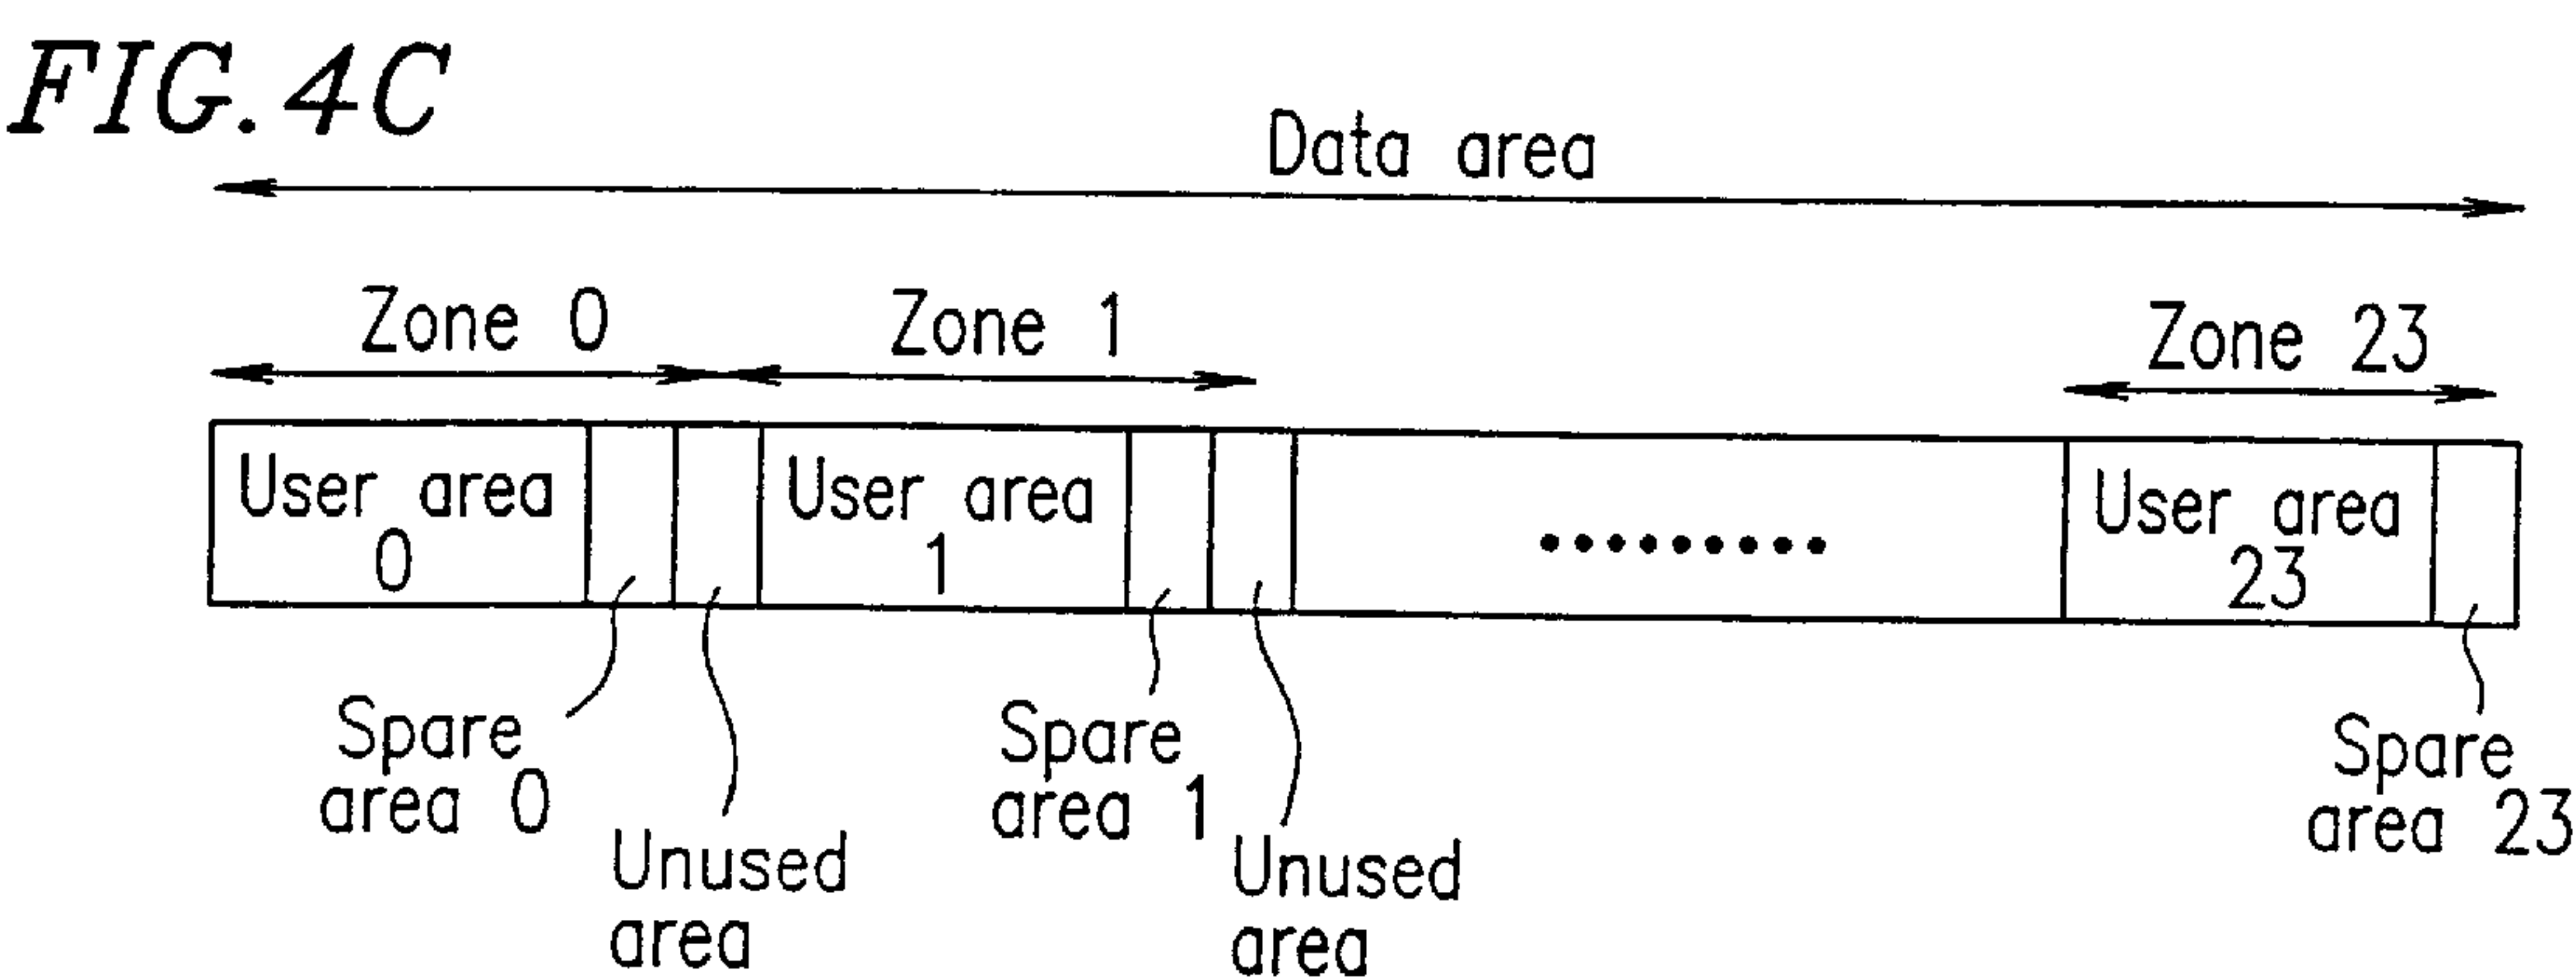 FIG. 4C
Data area
Zone 0
Zone 1
Zone 23
User area
0
User area
1
.........
User area
23
Spare
area 0
Unused
area
Spare
area 1
Unused
area
Spare
area 23